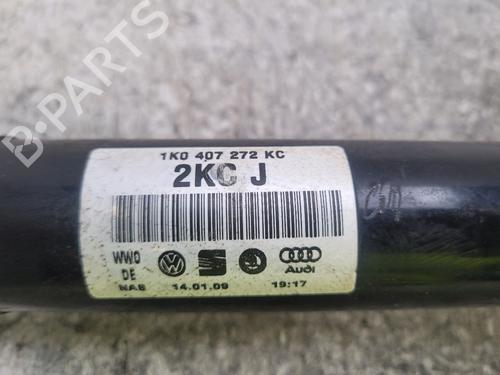 B-PARTS
1K0 407 272 KC
2KC J
WWO
DE
NAB
Audi
14.01.09
19:17